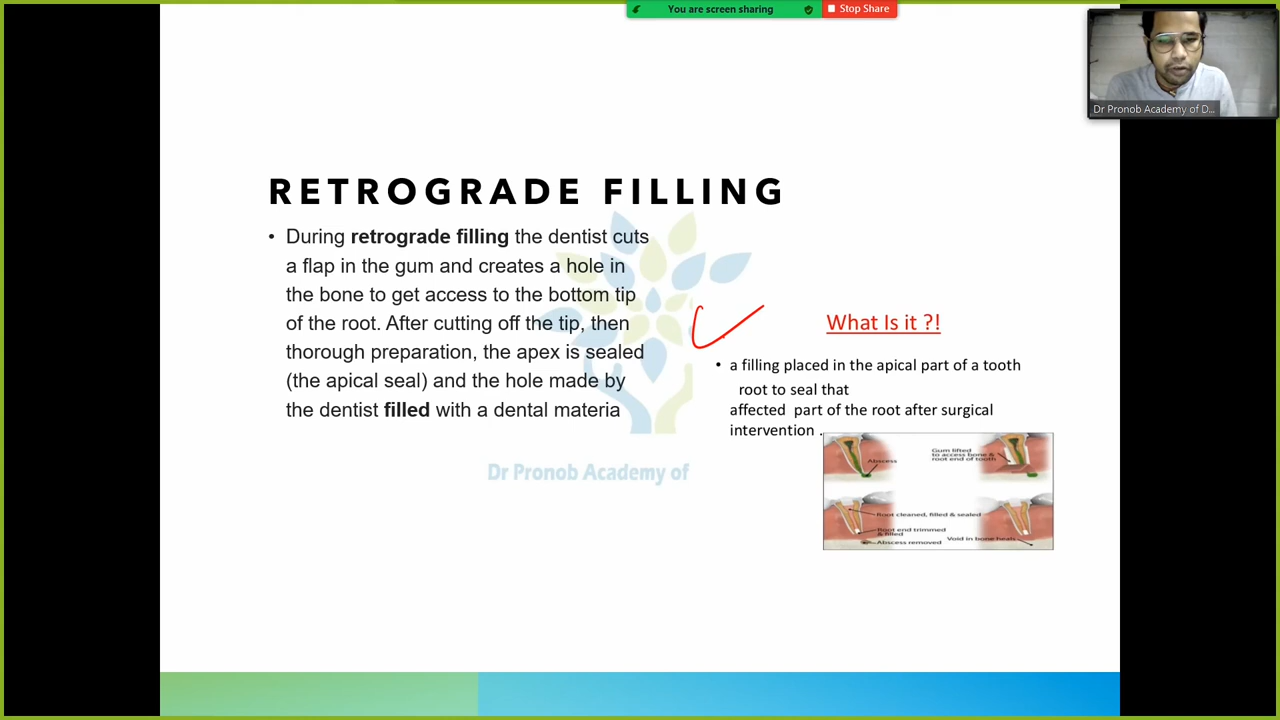 You are screen sharing
Stop Share
Dr Pronob Academy of D...
RETROGRADE FILLING
• During retrograde filling the dentist cuts
a flap in the gum and creates a hole in
the bone to get access to the bottom tip
of the root. After cutting off the tip, then
thorough preparation, the apex is sealed
(the apical seal) and the hole made by
the dentist filled with a dental materia
Dr Pronob Academy of
What Is it ?!
• a filling placed in the apical part of a tooth
root to seal that
affected part of the root after surgical
intervention .
Abscess
Gum lifted
to access bone &
root end of tooth
Root cleaned, filled & sealed
Root end trimmed
& filled
Abscess removed
Void in bone heals